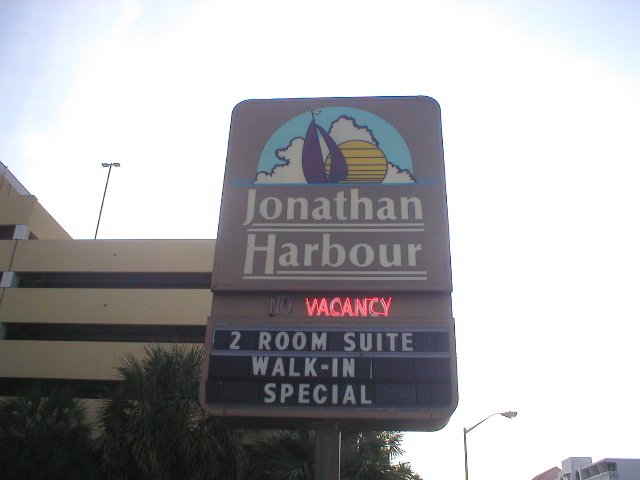 Jonathan
Harbour
NO VACANCY
2 ROOM SUITE
WALK-IN
SPECIAL